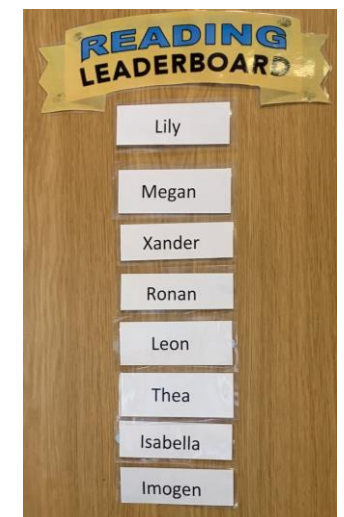 READING
LEADERBOARD
Lily
Megan
Xander
Ronan
Leon
Thea
Isabella
Imogen